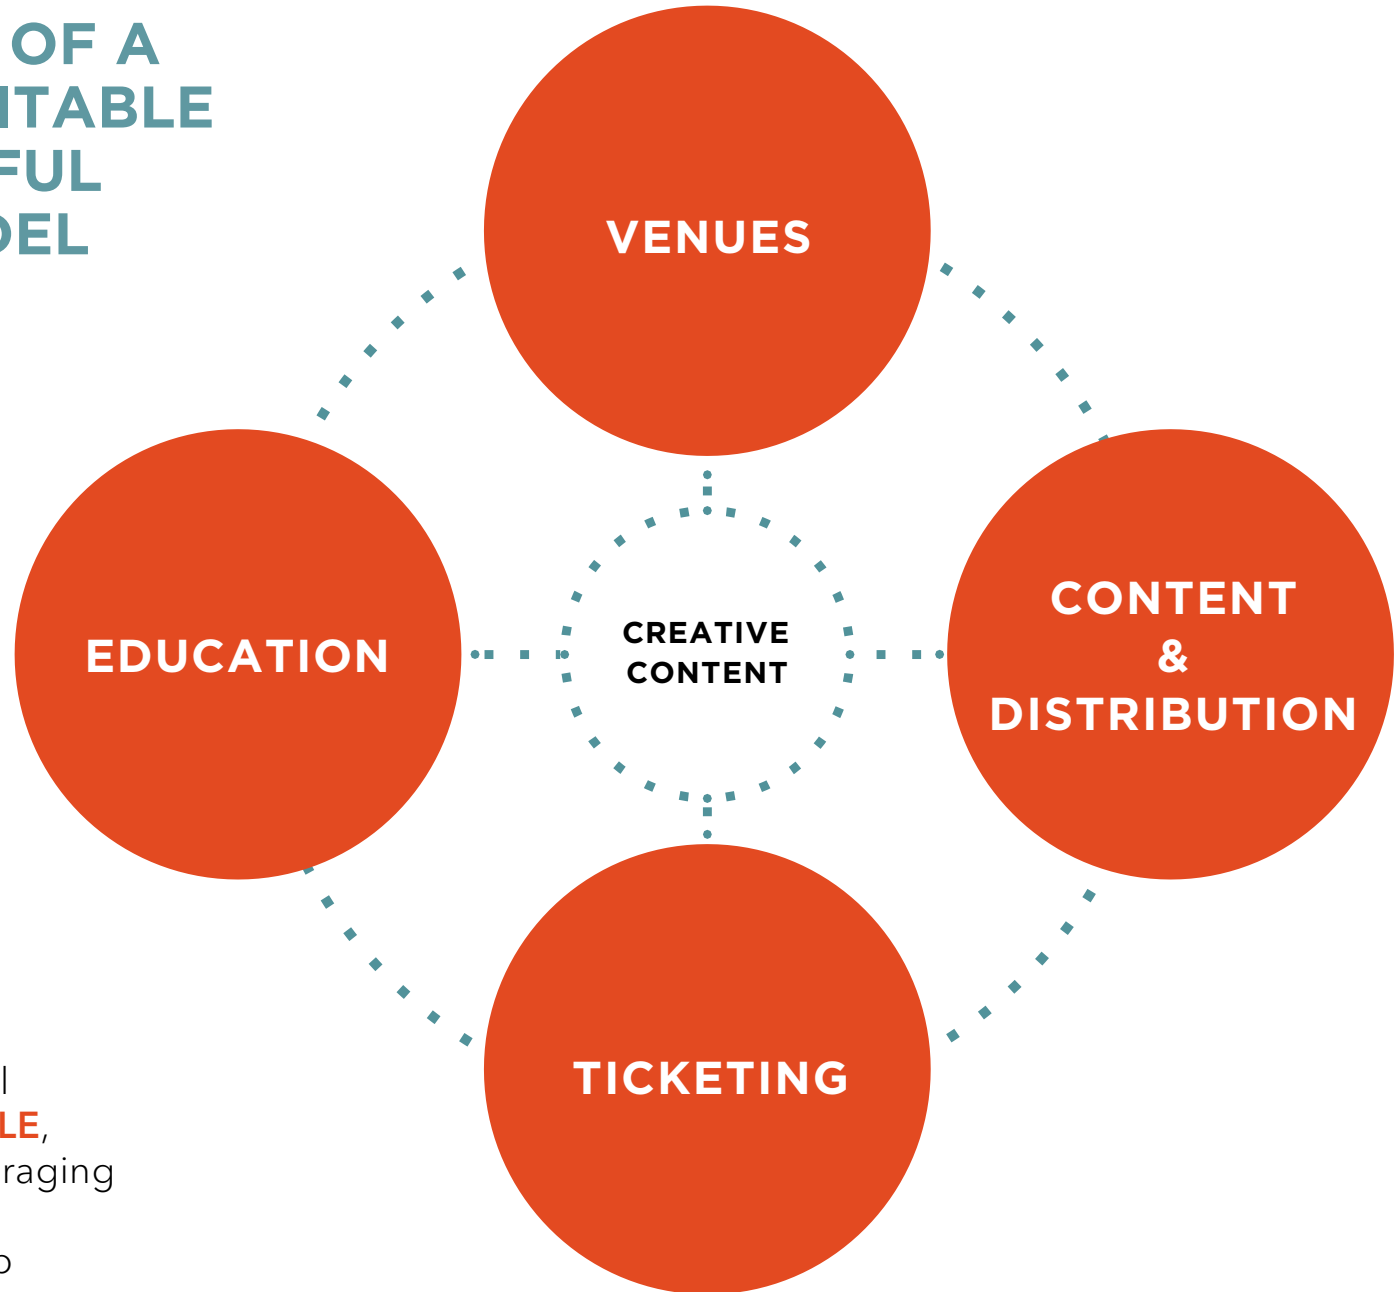 OF A
ITABLE
FUL
DEL
VENUES
EDUCATION
CREATIVE
CONTENT
CONTENT
&
DISTRIBUTION
TICKETING
l
LE,
raging
o